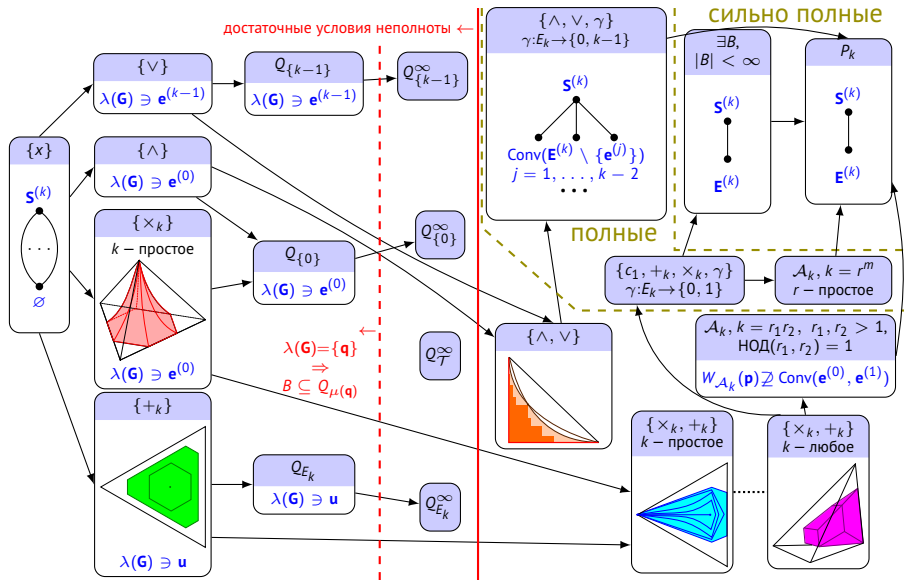 достаточные условия неполноты ←
сильно полные
полные
{x}
S^(k)
· · ·
∅
{∨}
λ(G) ∋ e^(k−1)
Q_{k−1}
λ(G) ∋ e^(k−1)
Q^∞_{k−1}
{∧}
λ(G) ∋ e^(0)
{×_k}
k – простое
λ(G) ∋ e^(0)
Q_{0}
λ(G) ∋ e^(0)
Q^∞_{0}
←
λ(G)={q}
⇒
B ⊆ Q_μ(q)
←
Q^∞_T
{+_k}
λ(G) ∋ u
Q_{E_k}
λ(G) ∋ u
Q^∞_{E_k}
{∧, ∨, γ}
γ:E_k→{0, k−1}
S^(k)
Conv(E^(k) \ {e^(j)})
j = 1, . . . , k − 2
• • •
∃B,
|B| < ∞
S^(k)
E^(k)
P_k
S^(k)
E^(k)
{c_1, +_k, ×_k, γ}
γ:E_k→{0, 1}
A_k, k = r^m
r – простое
{∧, ∨}
A_k, k = r_1r_2, r_1, r_2 > 1,
НОД(r_1, r_2) = 1
W_{A_k}(p) ⊉ Conv(e^(0), e^(1))
{×_k, +_k}
k – простое
{×_k, +_k}
k – любое